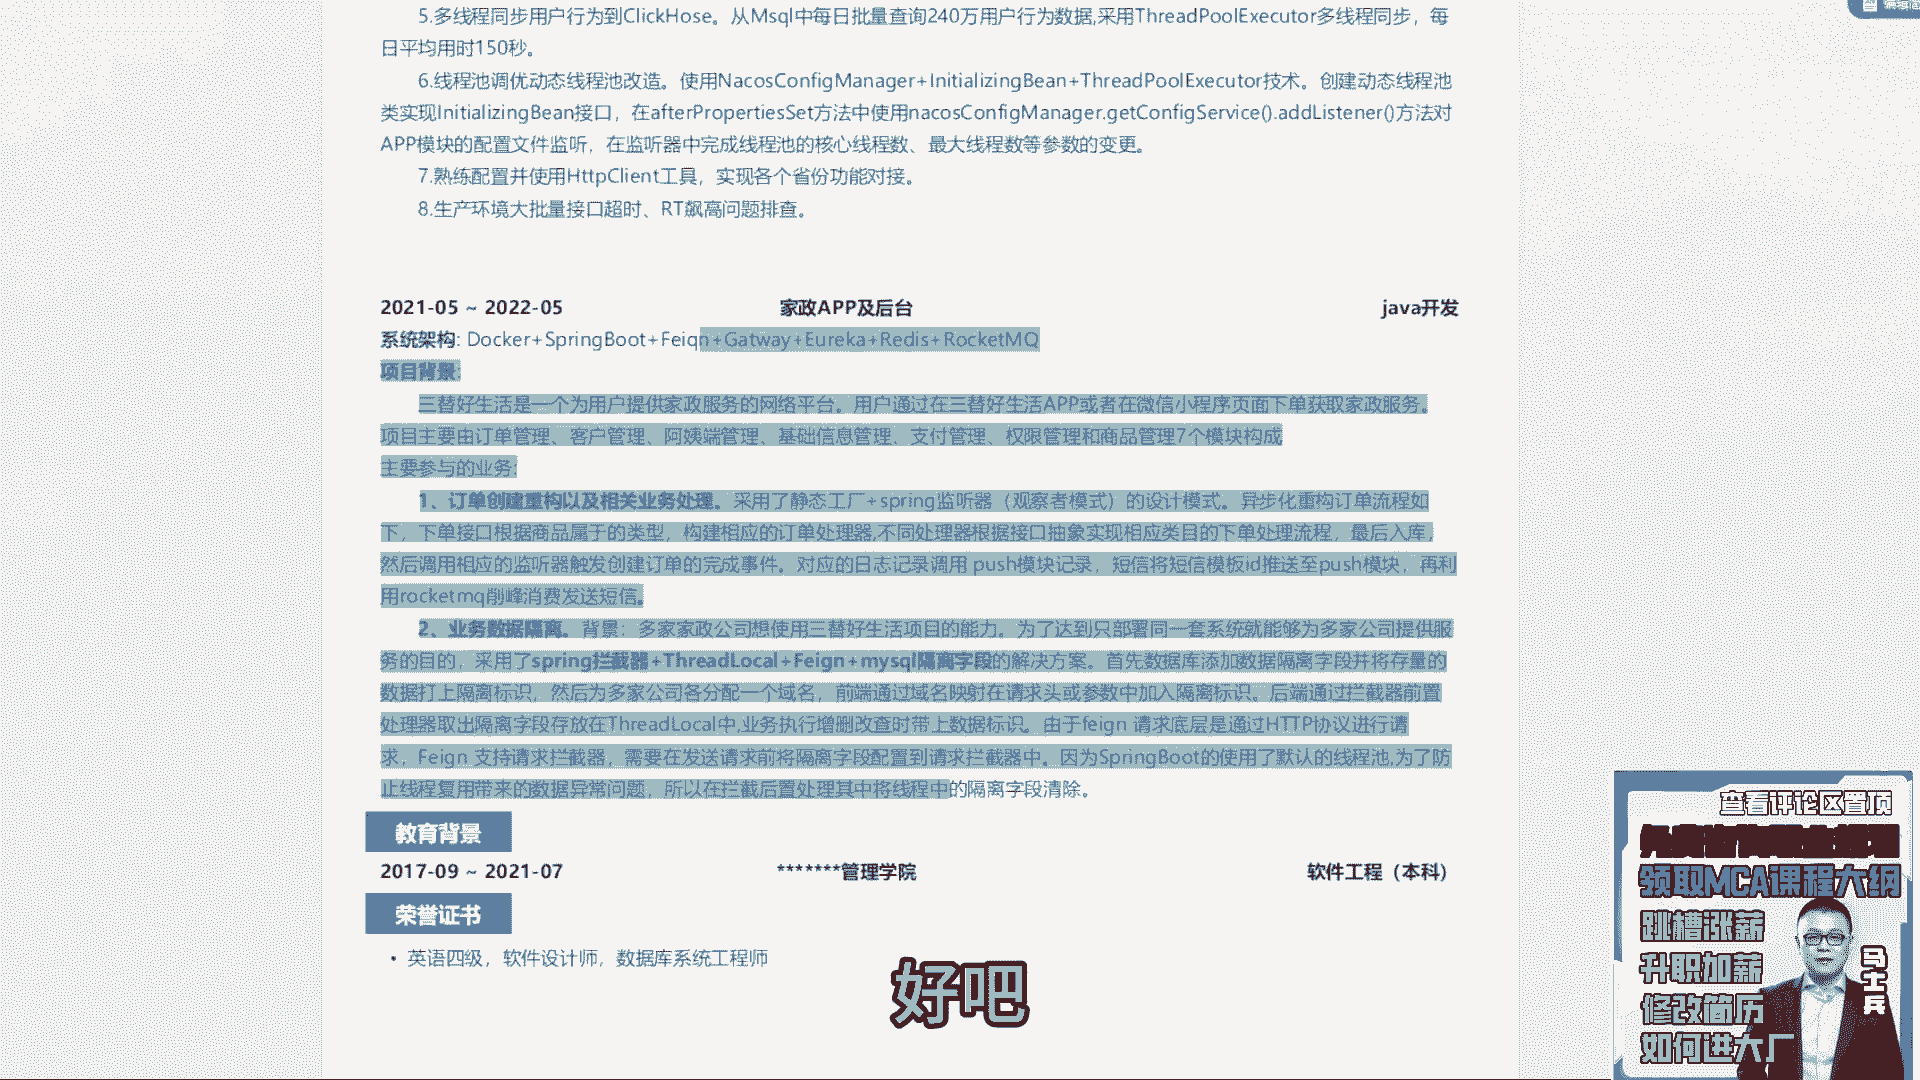 编辑简
5.多线程同步用户行为到ClickHose。从Msql中每日批量查询240万用户行为数据,采用ThreadPoolExecutor多线程同步，每
日平均用时150秒。
6.线程池调优动态线程池改造。使用NacosConfigManager+InitializingBean+ThreadPoolExecutor技术。创建动态线程池
类实现InitializingBean接口，在afterPropertiesSet方法中使用nacosConfigManager.getConfigService().addListener()方法对
APP模块的配置文件监听，在监听器中完成线程池的核心线程数、最大线程数等参数的变更。
7.熟练配置并使用HttpClient工具，实现各个省份功能对接。
8.生产环境大批量接口超时、RT飙高问题排查。
2021-05 ~ 2022-05 家政APP及后台 java开发
系统架构: Docker+SpringBoot+Feign+Gatway+Eureka+Redis+RocketMQ
项目背景:
三替好生活是一个为用户提供家政服务的网络平台。用户通过在三替好生活APP或者在微信小程序页面下单获取家政服务。
项目主要由订单管理、客户管理、阿姨端管理、基础信息管理、支付管理、权限管理和商品管理7个模块构成
主要参与的业务:
1、订单创建重构以及相关业务处理。采用了静态工厂+spring监听器（观察者模式）的设计模式。异步化重构订单流程如
下，下单接口根据商品属于的类型，构建相应的订单处理器,不同处理器根据接口抽象实现相应类目的下单处理流程，最后入库，
然后调用相应的监听器触发创建订单的完成事件。对应的日志记录调用 push模块记录，短信将短信模板id推送至push模块，再利
用rocketmq削峰消费发送短信。
2、业务数据隔离。背景：多家家政公司想使用三替好生活项目的能力。为了达到只部署同一套系统就能够为多家公司提供服
务的目的，采用了spring拦截器+ThreadLocal+Feign+mysql隔离字段的解决方案。首先数据库添加数据隔离字段并将存量的
数据打上隔离标识，然后为多家公司各分配一个域名，前端通过域名映射在请求头或参数中加入隔离标识。后端通过拦截器前置
处理器取出隔离字段存放在ThreadLocal中,业务执行增删改查时带上数据标识。由于feign 请求底层是通过HTTP协议进行请
求，Feign 支持请求拦截器，需要在发送请求前将隔离字段配置到请求拦截器中。因为SpringBoot的使用了默认的线程池,为了防
止线程复用带来的数据异常问题，所以在拦截后置处理其中将线程中的隔离字段清除。
教育背景
2017-09 ~ 2021-07 *******管理学院 软件工程（本科）
荣誉证书
• 英语四级，软件设计师，数据库系统工程师
好吧
查看评论区置顶
领取MCA课程大纲
跳槽涨薪
升职加薪
修改简历
如何进大厂
马士兵